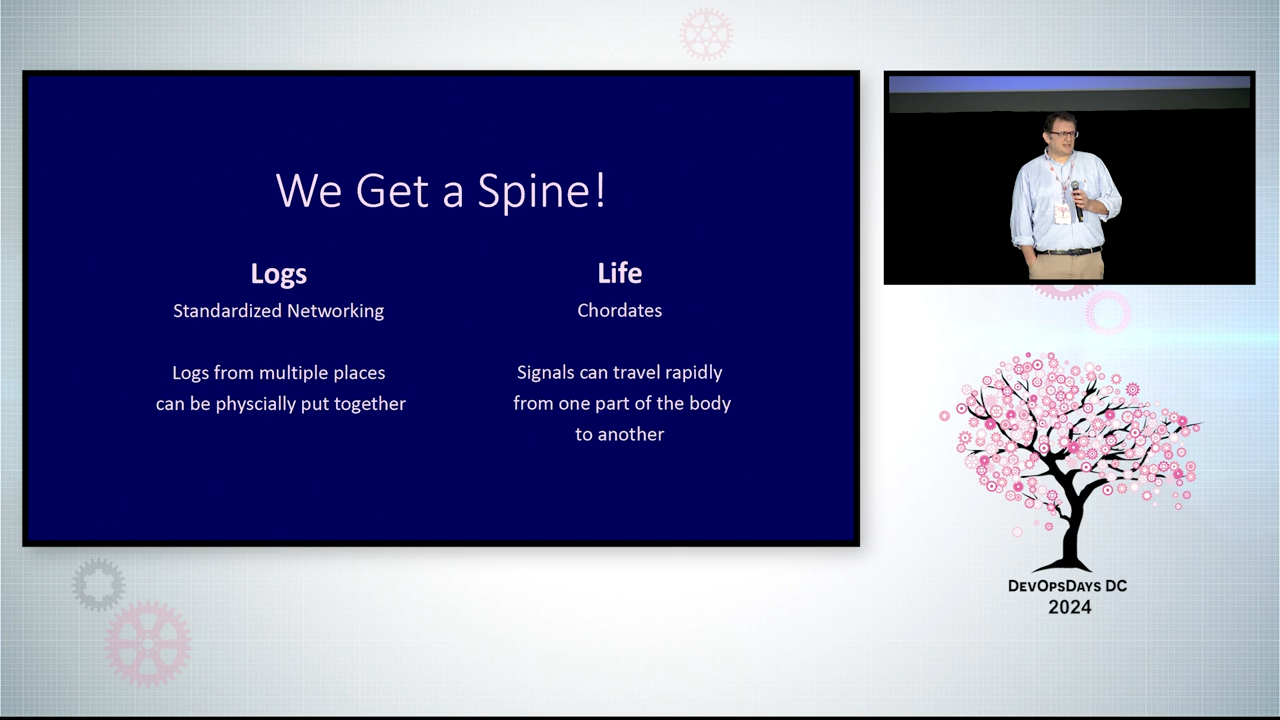 We Get a Spine!
Logs
Standardized Networking
Logs from multiple places
can be physcially put together
Life
Chordates
Signals can travel rapidly
from one part of the body
to another
DevOpsDays DC
2024